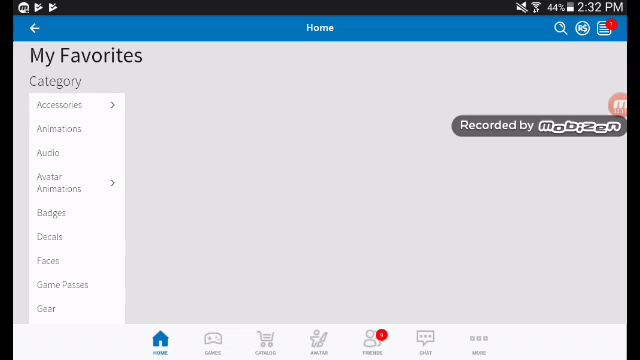 44% 2:32 PM
Home
R$
1
My Favorites
Category
Accessories
Recorded by mobizen
Animations
Audio
Avatar
Animations
Badges
Decals
Faces
Game Passes
Gear
9
HOME GAMES CATALOG AVATAR FRIENDS CHAT MORE